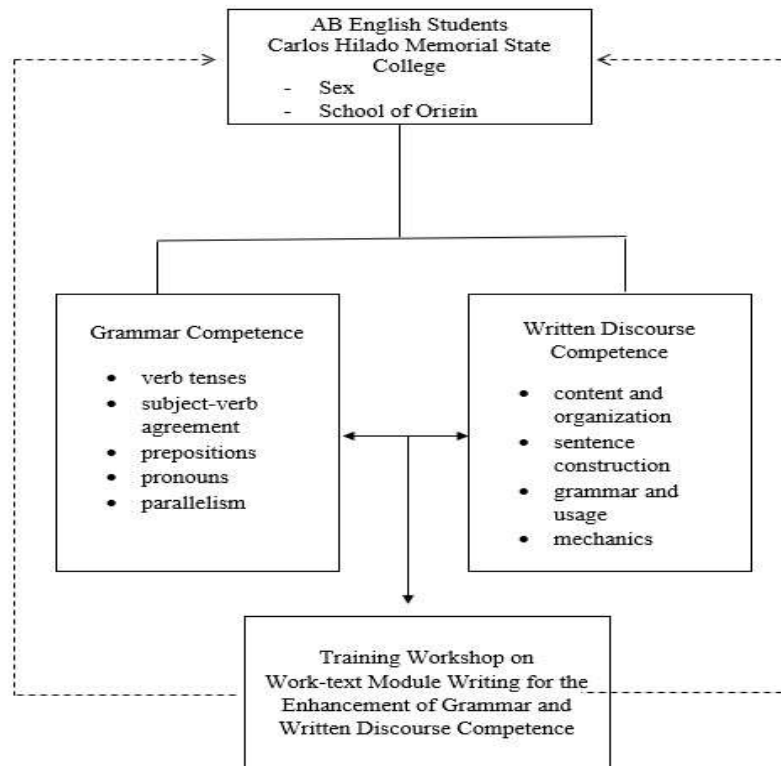 AB English Students
Carlos Hilado Memorial State
College
- Sex
- School of Origin
Grammar Competence
• verb tenses
• subject-verb
agreement
• prepositions
• pronouns
• parallelism
Written Discourse
Competence
• content and
organization
• sentence
construction
• grammar and
usage
• mechanics
Training Workshop on
Work-text Module Writing for the
Enhancement of Grammar and
Written Discourse Competence